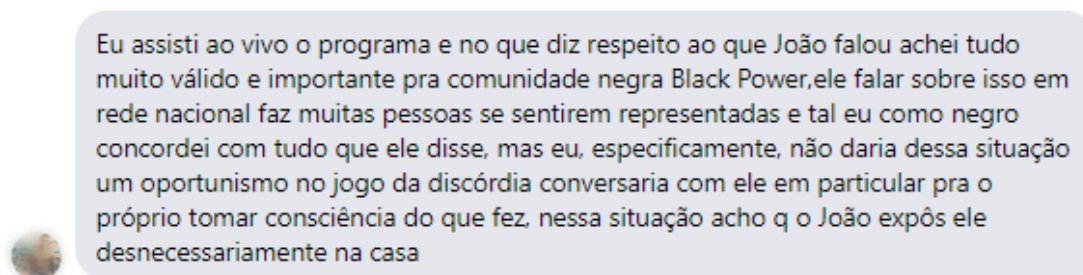 Eu assisti ao vivo o programa e no que diz respeito ao que João falou achei tudo
muito válido e importante pra comunidade negra Black Power,ele falar sobre isso em
rede nacional faz muitas pessoas se sentirem representadas e tal eu como negro
concordei com tudo que ele disse, mas eu, especificamente, não daria dessa situação
um oportunismo no jogo da discórdia conversaria com ele em particular pra o
próprio tomar consciência do que fez, nessa situação acho q o João expôs ele
desnecessariamente na casa